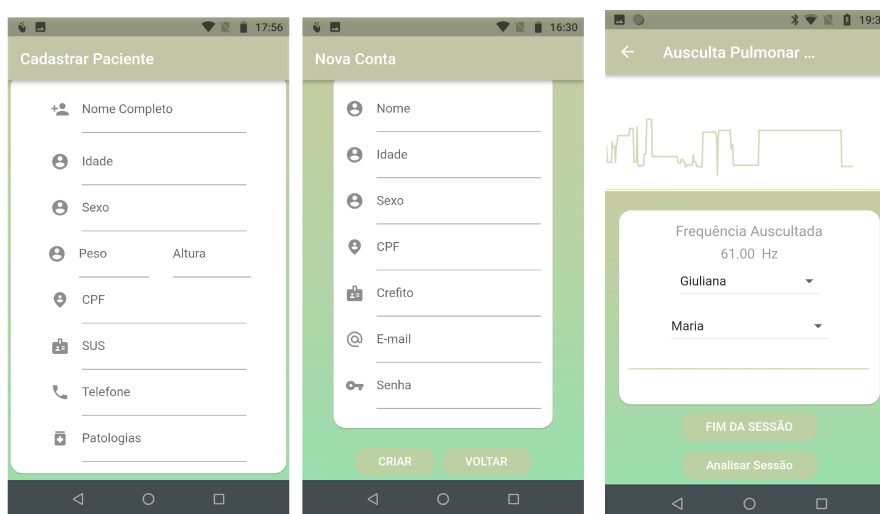 17:56
Cadastrar Paciente
Nome Completo
Idade
Sexo
Peso Altura
CPF
SUS
Telefone
Patologias
16:30
Nova Conta
Nome
Idade
Sexo
CPF
Crefito
E-mail
Senha
CRIAR VOLTAR
19:3
Ausculta Pulmonar ...
Frequência Auscultada
61.00 Hz
Giuliana
Maria
FIM DA SESSÃO
Analisar Sessão